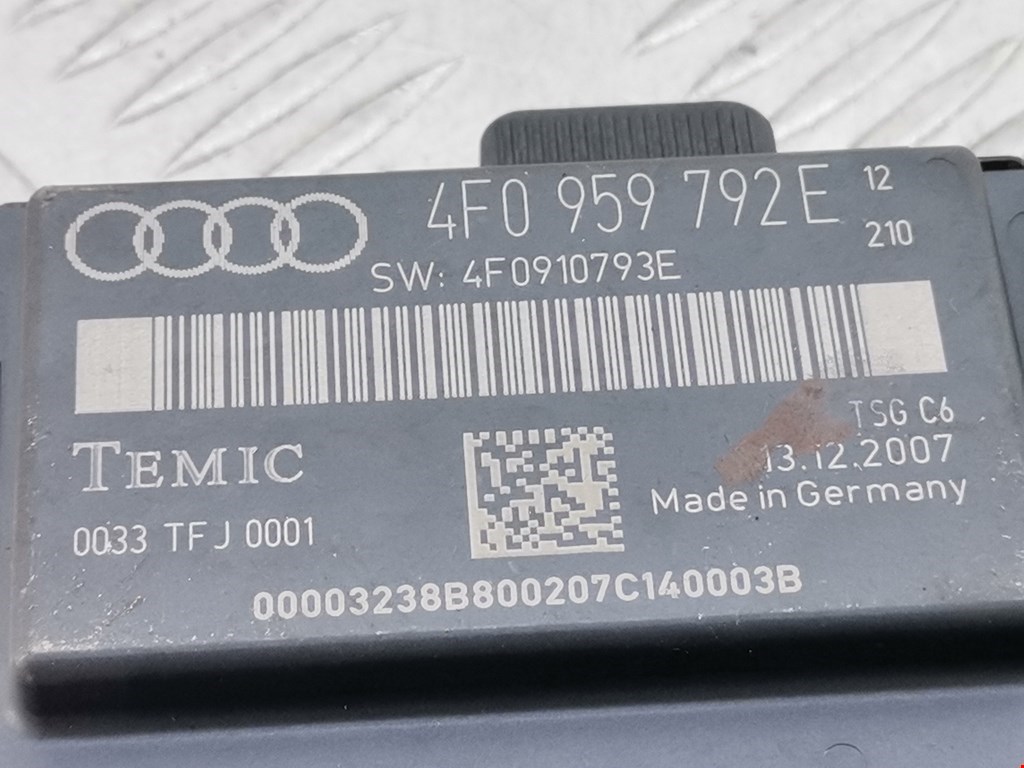 4F0 959 792E 12
210
SW: 4F0910793E
TSG C6
TEMIC
13.12.2007
Made in Germany
0033 TFJ 0001
00003238B800207C140003B